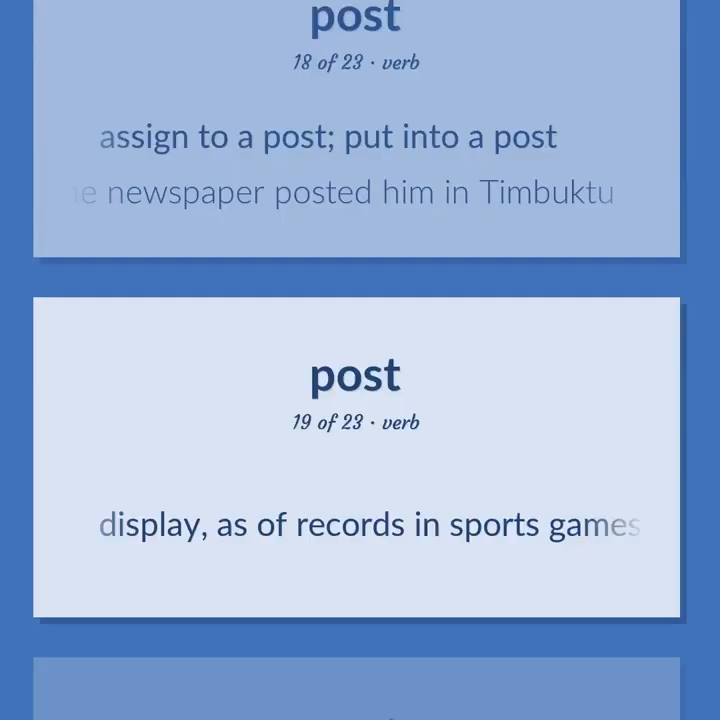 post
18 of 23 · verb
assign to a post; put into a post
newspaper posted him in Timbuktu
post
19 of 23 · verb
display, as of records in sports games